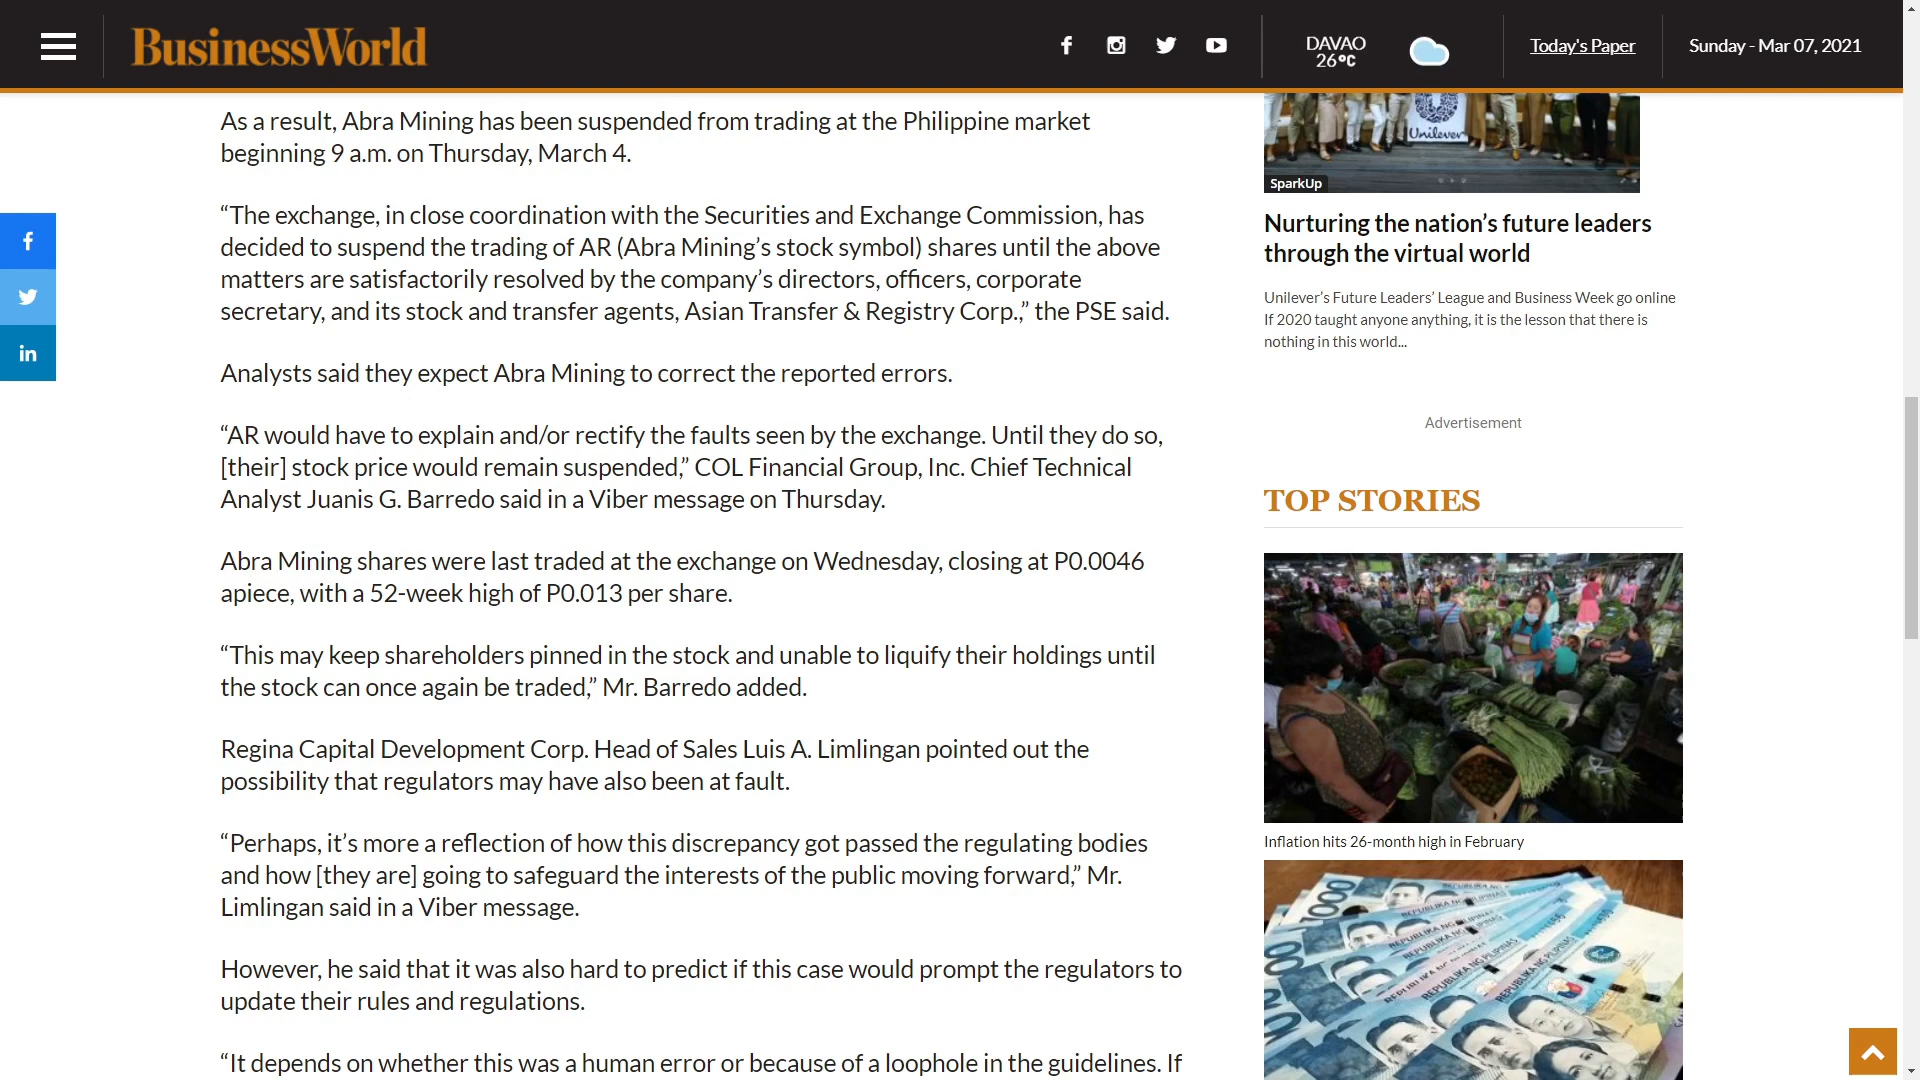 BusinessWorld
DAVAO
26°C
Today's Paper
Sunday - Mar 07, 2021
As a result, Abra Mining has been suspended from trading at the Philippine market
beginning 9 a.m. on Thursday, March 4.
“The exchange, in close coordination with the Securities and Exchange Commission, has
decided to suspend the trading of AR (Abra Mining’s stock symbol) shares until the above
matters are satisfactorily resolved by the company’s directors, officers, corporate
secretary, and its stock and transfer agents, Asian Transfer & Registry Corp.,” the PSE said.
Analysts said they expect Abra Mining to correct the reported errors.
“AR would have to explain and/or rectify the faults seen by the exchange. Until they do so,
[their] stock price would remain suspended,” COL Financial Group, Inc. Chief Technical
Analyst Juanis G. Barredo said in a Viber message on Thursday.
Abra Mining shares were last traded at the exchange on Wednesday, closing at P0.0046
apiece, with a 52-week high of P0.013 per share.
“This may keep shareholders pinned in the stock and unable to liquify their holdings until
the stock can once again be traded,” Mr. Barredo added.
Regina Capital Development Corp. Head of Sales Luis A. Limlingan pointed out the
possibility that regulators may have also been at fault.
“Perhaps, it’s more a reflection of how this discrepancy got passed the regulating bodies
and how [they are] going to safeguard the interests of the public moving forward,” Mr.
Limlingan said in a Viber message.
However, he said that it was also hard to predict if this case would prompt the regulators to
update their rules and regulations.
“It depends on whether this was a human error or because of a loophole in the guidelines. If
Unilever
SparkUp
Nurturing the nation’s future leaders
through the virtual world
Unilever’s Future Leaders’ League and Business Week go online
If 2020 taught anyone anything, it is the lesson that there is
nothing in this world...
Advertisement
TOP STORIES
Inflation hits 26-month high in February
1000
REPUBLIKA NG PILIPINAS
REPUBLIKA NG PILIPINAS
REPUBLIKA NG PILIPINAS